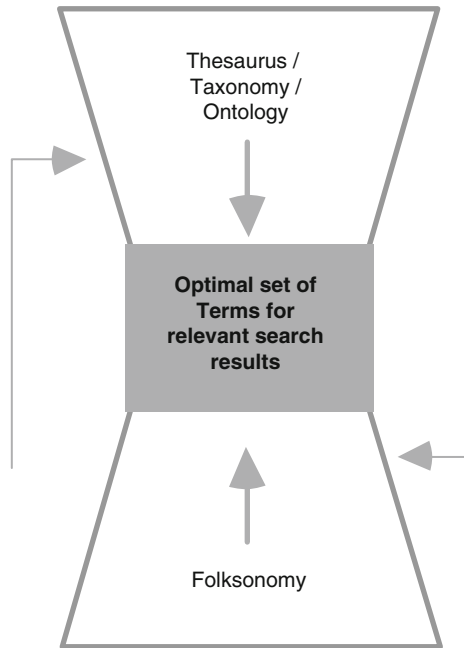 Thesaurus /
Taxonomy /
Ontology
Optimal set of
Terms for
relevant search
results
Folksonomy